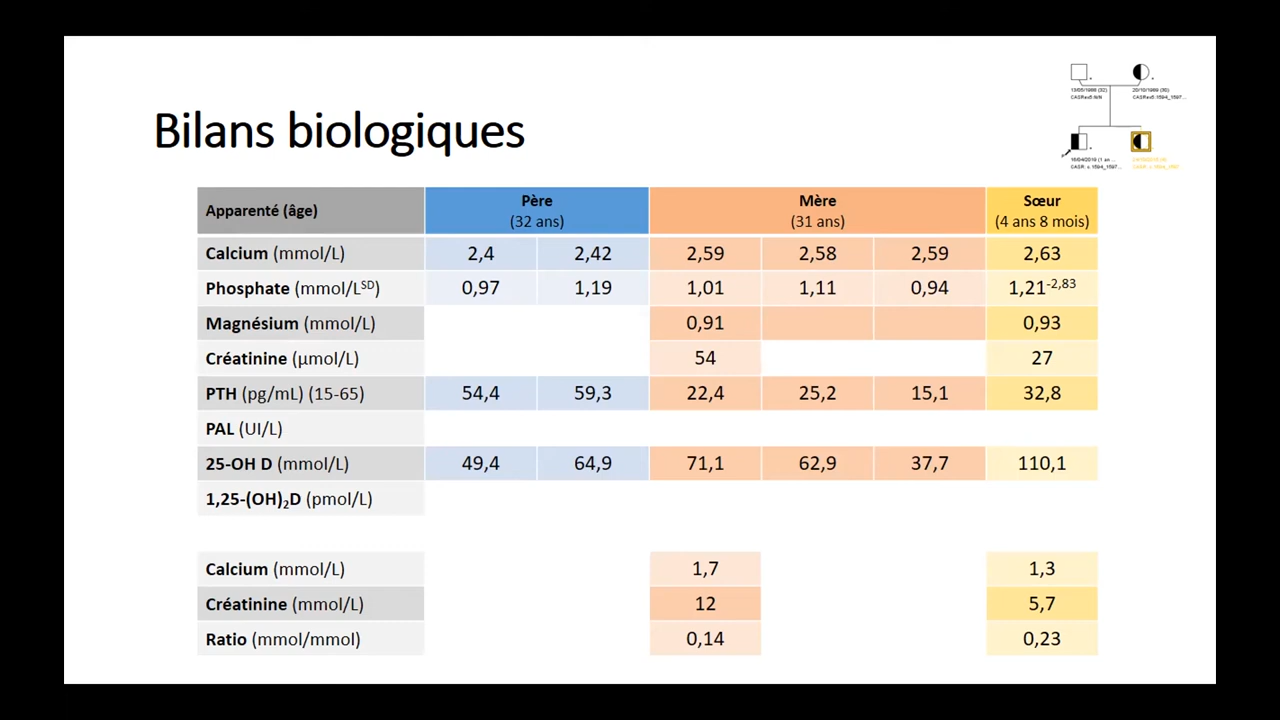 Bilans biologiques
CASRex5:N/N
Apparenté (âge) Père (32 ans) Mère (31 ans) Sœur (4 ans 8 mois)
Calcium (mmol/L) 2,4 2,42 2,59 2,58 2,59 2,63
Phosphate (mmol/LSD) 0,97 1,19 1,01 1,11 0,94 1,21-2,83
Magnésium (mmol/L) 0,91 0,93
Créatinine (µmol/L) 54 27
PTH (pg/mL) (15-65) 54,4 59,3 22,4 25,2 15,1 32,8
PAL (UI/L)
25-OH D (mmol/L) 49,4 64,9 71,1 62,9 37,7 110,1
1,25-(OH)2D (pmol/L)
Calcium (mmol/L) 1,7 1,3
Créatinine (mmol/L) 12 5,7
Ratio (mmol/mmol) 0,14 0,23